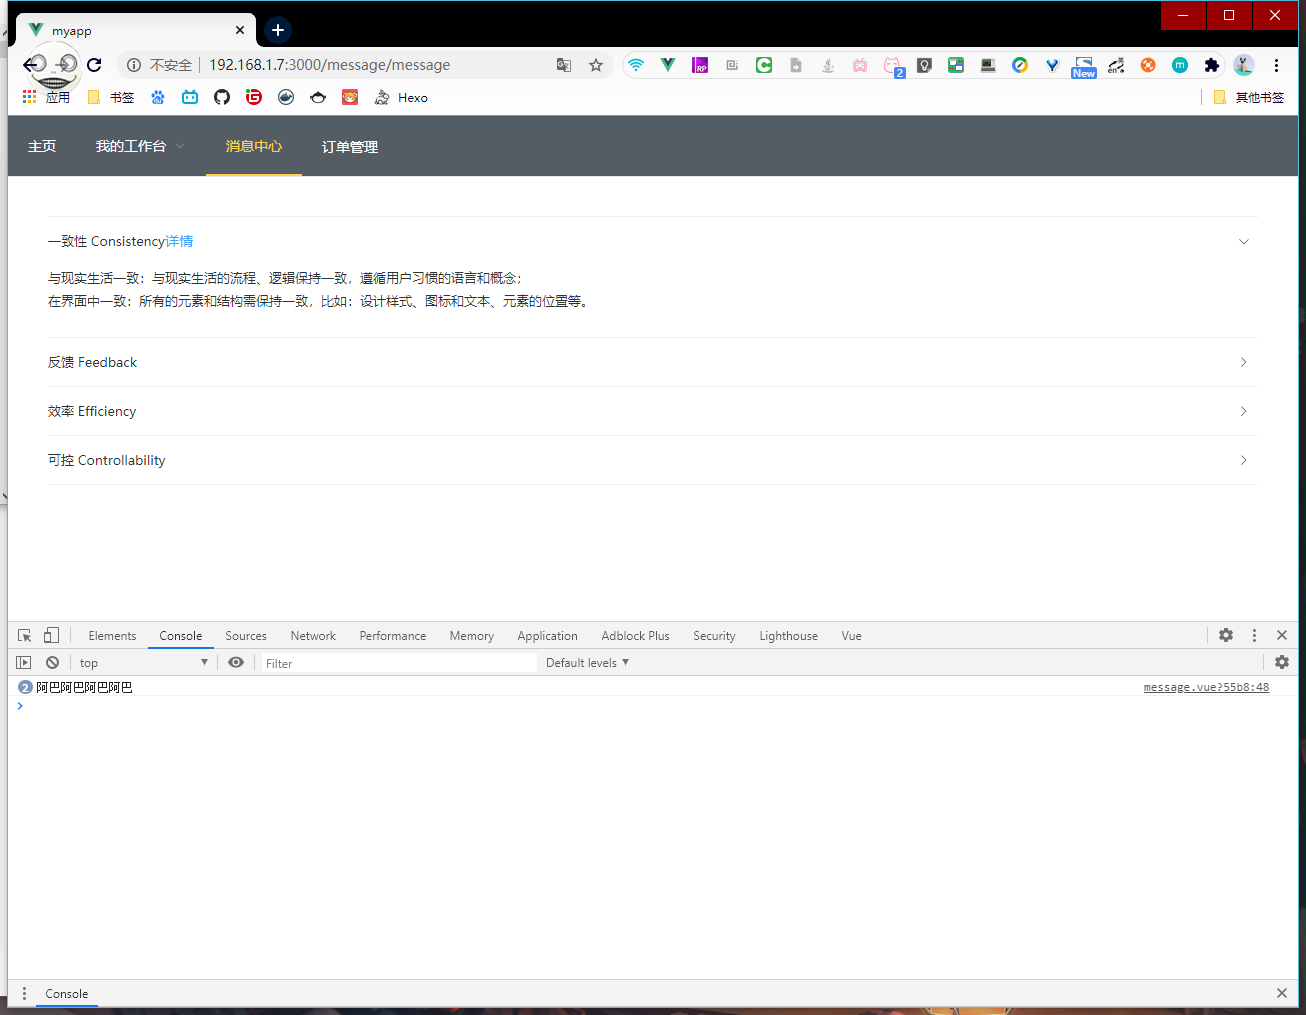 myapp
不安全 192.168.1.7:3000/message/message
RP
C
2
New
en
m
应用 书签 Hexo 其他书签
主页 我的工作台 消息中心 订单管理
一致性 Consistency详情
与现实生活一致：与现实生活的流程、逻辑保持一致，遵循用户习惯的语言和概念；
在界面中一致：所有的元素和结构需保持一致，比如：设计样式、图标和文本、元素的位置等。
反馈 Feedback
效率 Efficiency
可控 Controllability
Elements Console Sources Network Performance Memory Application Adblock Plus Security Lighthouse Vue
top Filter Default levels
2 阿巴阿巴阿巴阿巴 message.vue?55b8:48
Console